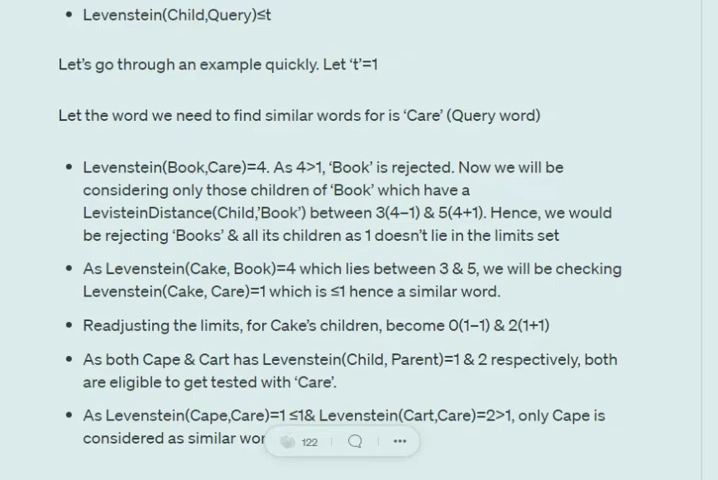 • Levenstein(Child,Query)≤t
Let's go through an example quickly. Let ‘t’=1
Let the word we need to find similar words for is ‘Care’ (Query word)
• Levenstein(Book,Care)=4. As 4>1, ‘Book’ is rejected. Now we will be
considering only those children of ‘Book’ which have a
LevisteinDistance(Child,’Book’) between 3(4–1) & 5(4+1). Hence, we would
be rejecting ‘Books’ & all its children as 1 doesn't lie in the limits set
• As Levenstein(Cake, Book)=4 which lies between 3 & 5, we will be checking
Levenstein(Cake, Care)=1 which is ≤1 hence a similar word.
• Readjusting the limits, for Cake's children, become 0(1–1) & 2(1+1)
• As both Cape & Cart has Levenstein(Child, Parent)=1 & 2 respectively, both
are eligible to get tested with ‘Care’.
• As Levenstein(Cape,Care)=1 ≤1& Levenstein(Cart,Care)=2>1, only Cape is
considered as similar wor
122